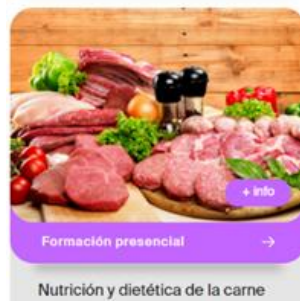 + info
Formación presencial
Nutrición y dietética de la carne